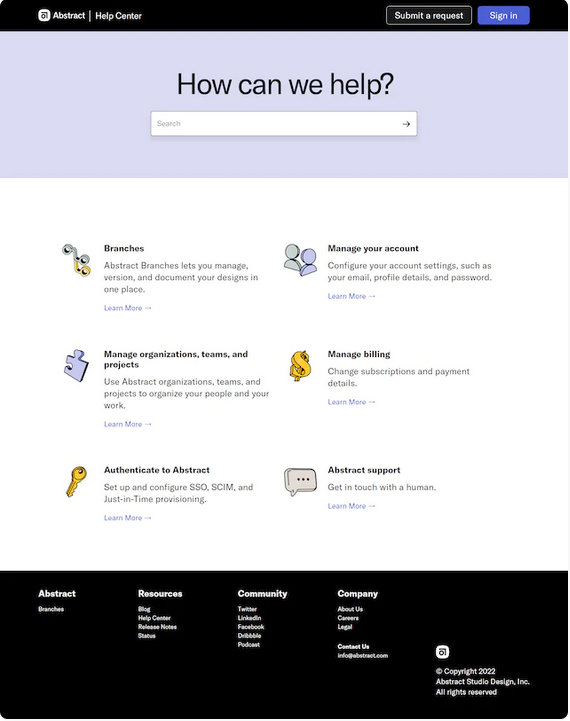 Abstract | Help Center
Submit a request
Sign in
How can we help?
Search →
Branches
Abstract Branches lets you manage,
version, and document your designs in
one place.
Learn More →
Manage your account
Configure your account settings, such as
your email, profile details, and password.
Learn More →
Manage organizations, teams, and
projects
Use Abstract organizations, teams, and
projects to organize your people and your
work.
Learn More →
Manage billing
Change subscriptions and payment
details.
Learn More →
Authenticate to Abstract
Set up and configure SSO, SCIM, and
Just-in-Time provisioning.
Learn More →
Abstract support
Get in touch with a human.
Learn More →
Abstract
Branches
Resources
Blog
Help Center
Release Notes
Status
Community
Twitter
LinkedIn
Facebook
Dribbble
Podcast
Company
About Us
Careers
Legal
Contact Us
info@abstract.com
© Copyright 2022
Abstract Studio Design, Inc.
All rights reserved